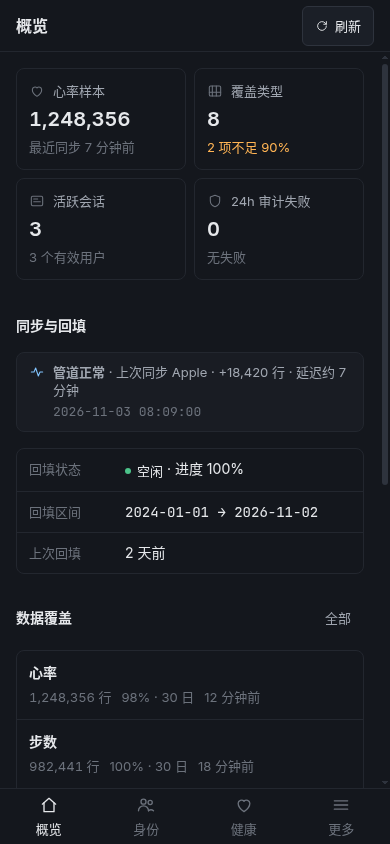 概览
刷新
心率样本
1,248,356
最近同步 7 分钟前
覆盖类型
8
2 项不足 90%
活跃会话
3
3 个有效用户
24h 审计失败
0
无失败
同步与回填
管道正常 · 上次同步 Apple · +18,420 行 · 延迟约 7
分钟
2026-11-03 08:09:00
回填状态
空闲 · 进度 100%
回填区间
2024-01-01 → 2026-11-02
上次回填
2 天前
数据覆盖
全部
心率
1,248,356 行 98% · 30 日 12 分钟前
步数
982,441 行 100% · 30 日 18 分钟前
概览
身份
健康
更多